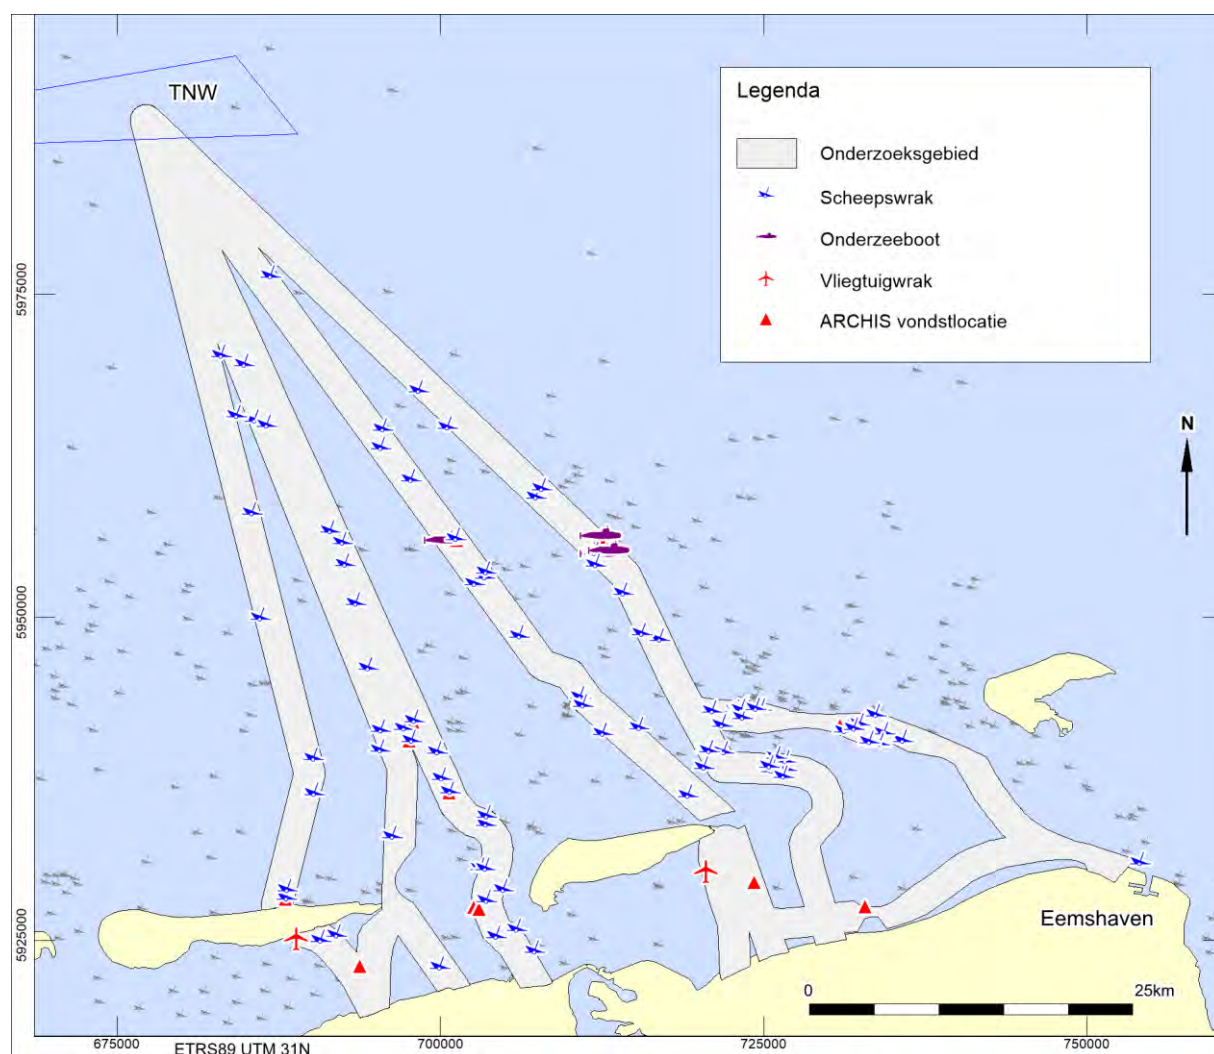 TNW
Legenda
Onderzoeksgebied
Scheepswrak
Onderzeeboot
Vliegtuigwrak
ARCHIS vondstlocatie
5975000
N
5950000
5925000
Eemshaven
0
25km
675000
700000
725000
750000
ETRS89 UTM 31N